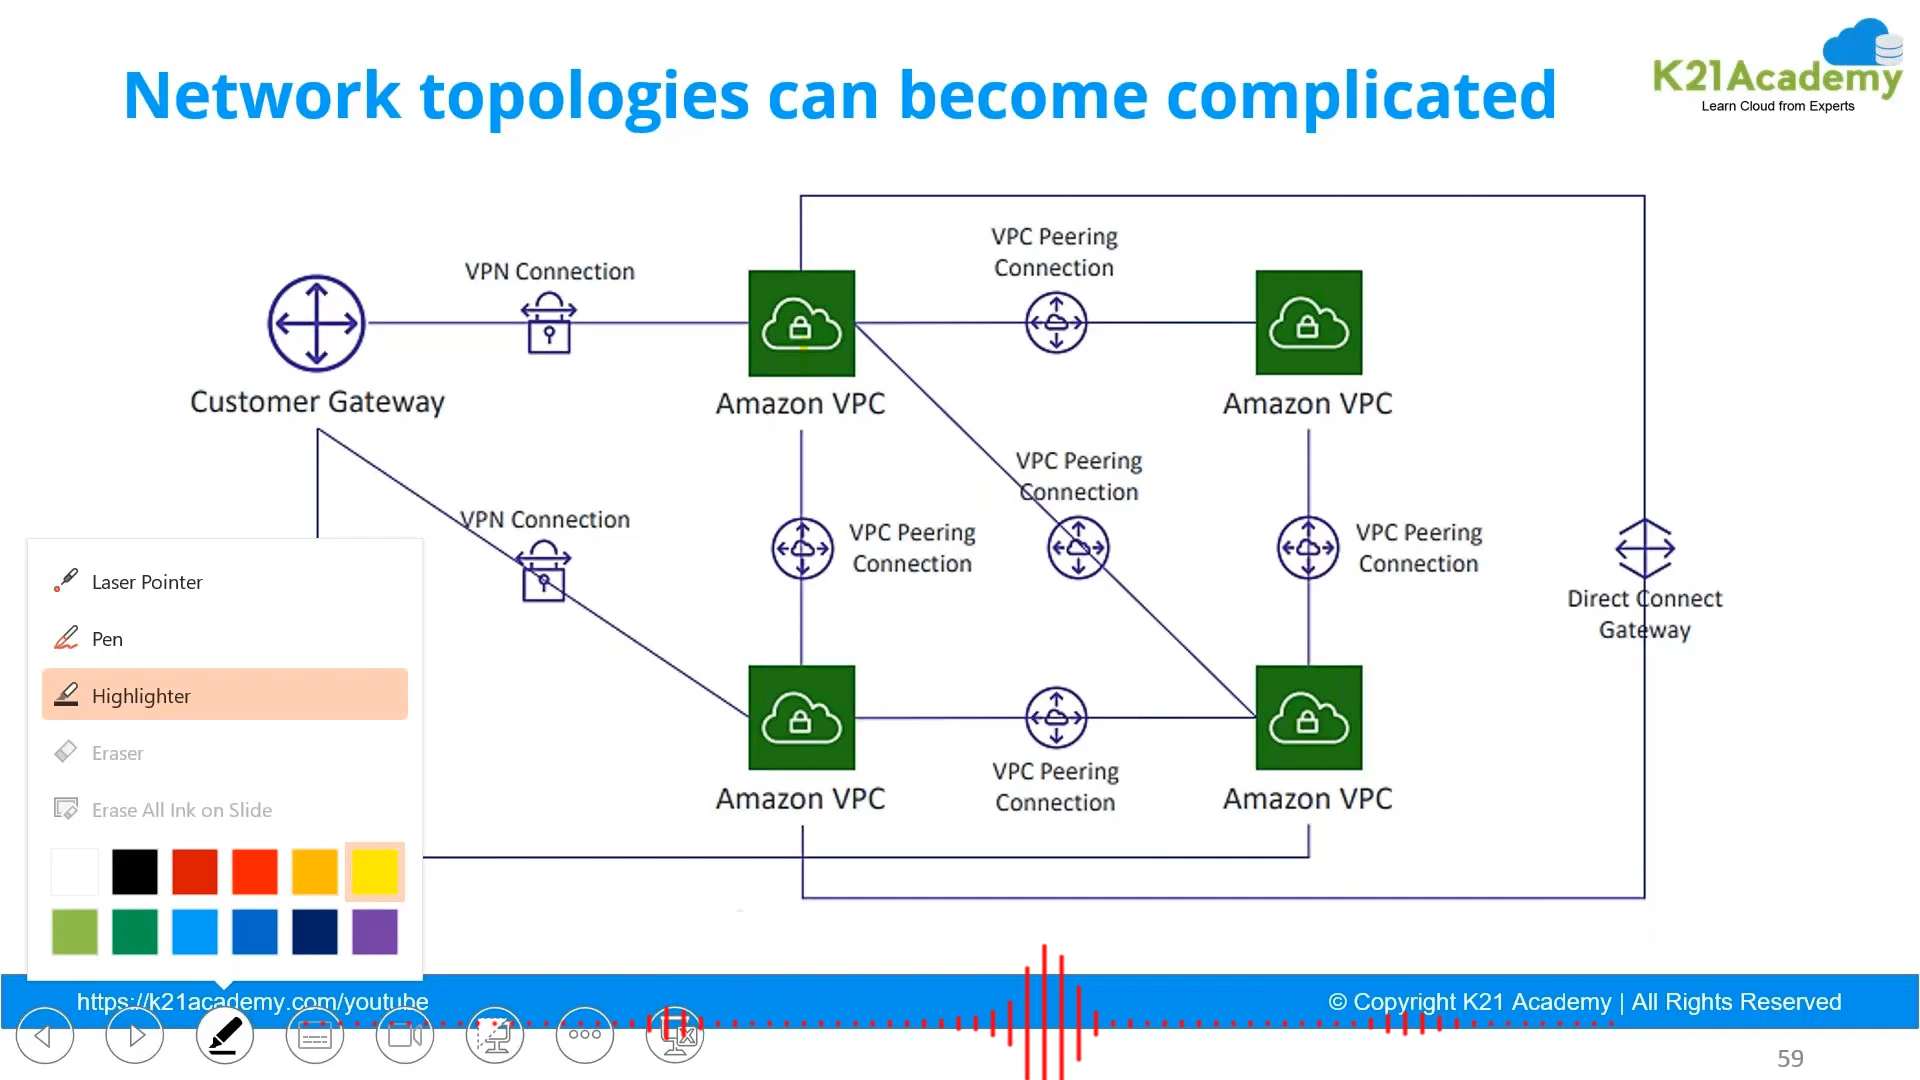 Network topologies can become complicated
K21Academy
Learn Cloud from Experts
VPC Peering
Connection
VPN Connection
Customer Gateway
Amazon VPC
Amazon VPC
VPC Peering
Connection
VPN Connection
VPC Peering
Connection
VPC Peering
Connection
Direct Connect
Gateway
Laser Pointer
Pen
Highlighter
Eraser
Erase All Ink on Slide
VPC Peering
Connection
Amazon VPC
Amazon VPC
https://k21academy.com/youtube
© Copyright K21 Academy | All Rights Reserved
59